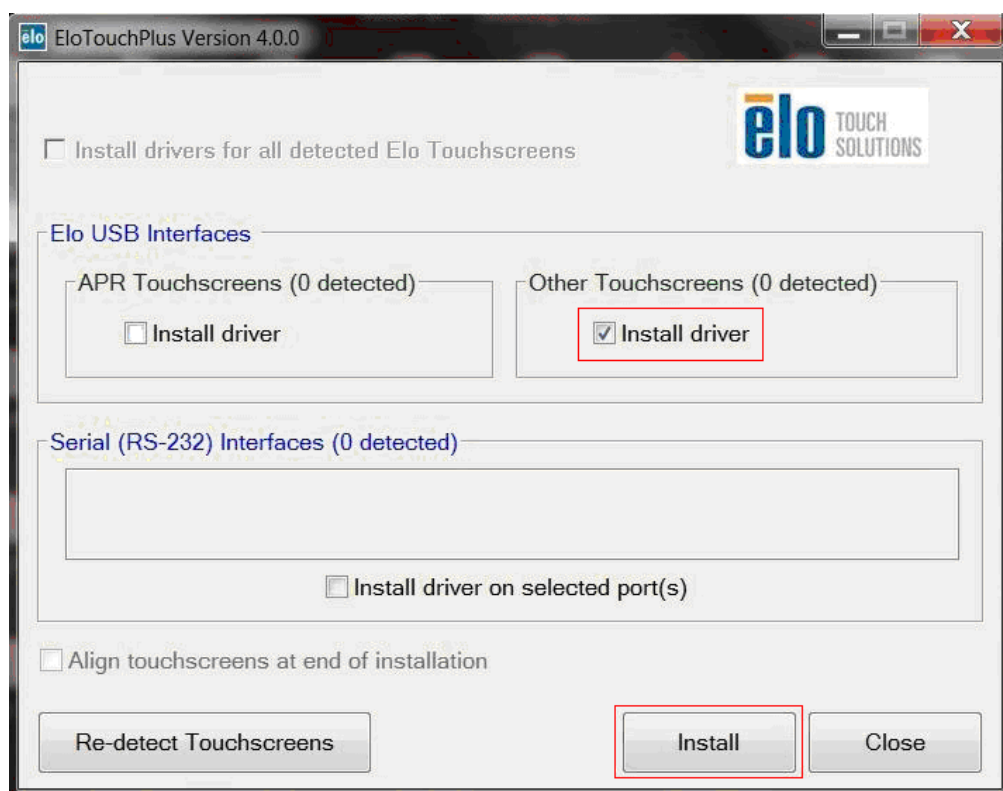 elo EloTouchPlus Version 4.0.0
X
elo TOUCH SOLUTIONS
Install drivers for all detected Elo Touchscreens
Elo USB Interfaces
APR Touchscreens (0 detected)
Install driver
Other Touchscreens (0 detected)
Install driver
Serial (RS-232) Interfaces (0 detected)
Install driver on selected port(s)
Align touchscreens at end of installation
Re-detect Touchscreens
Install
Close